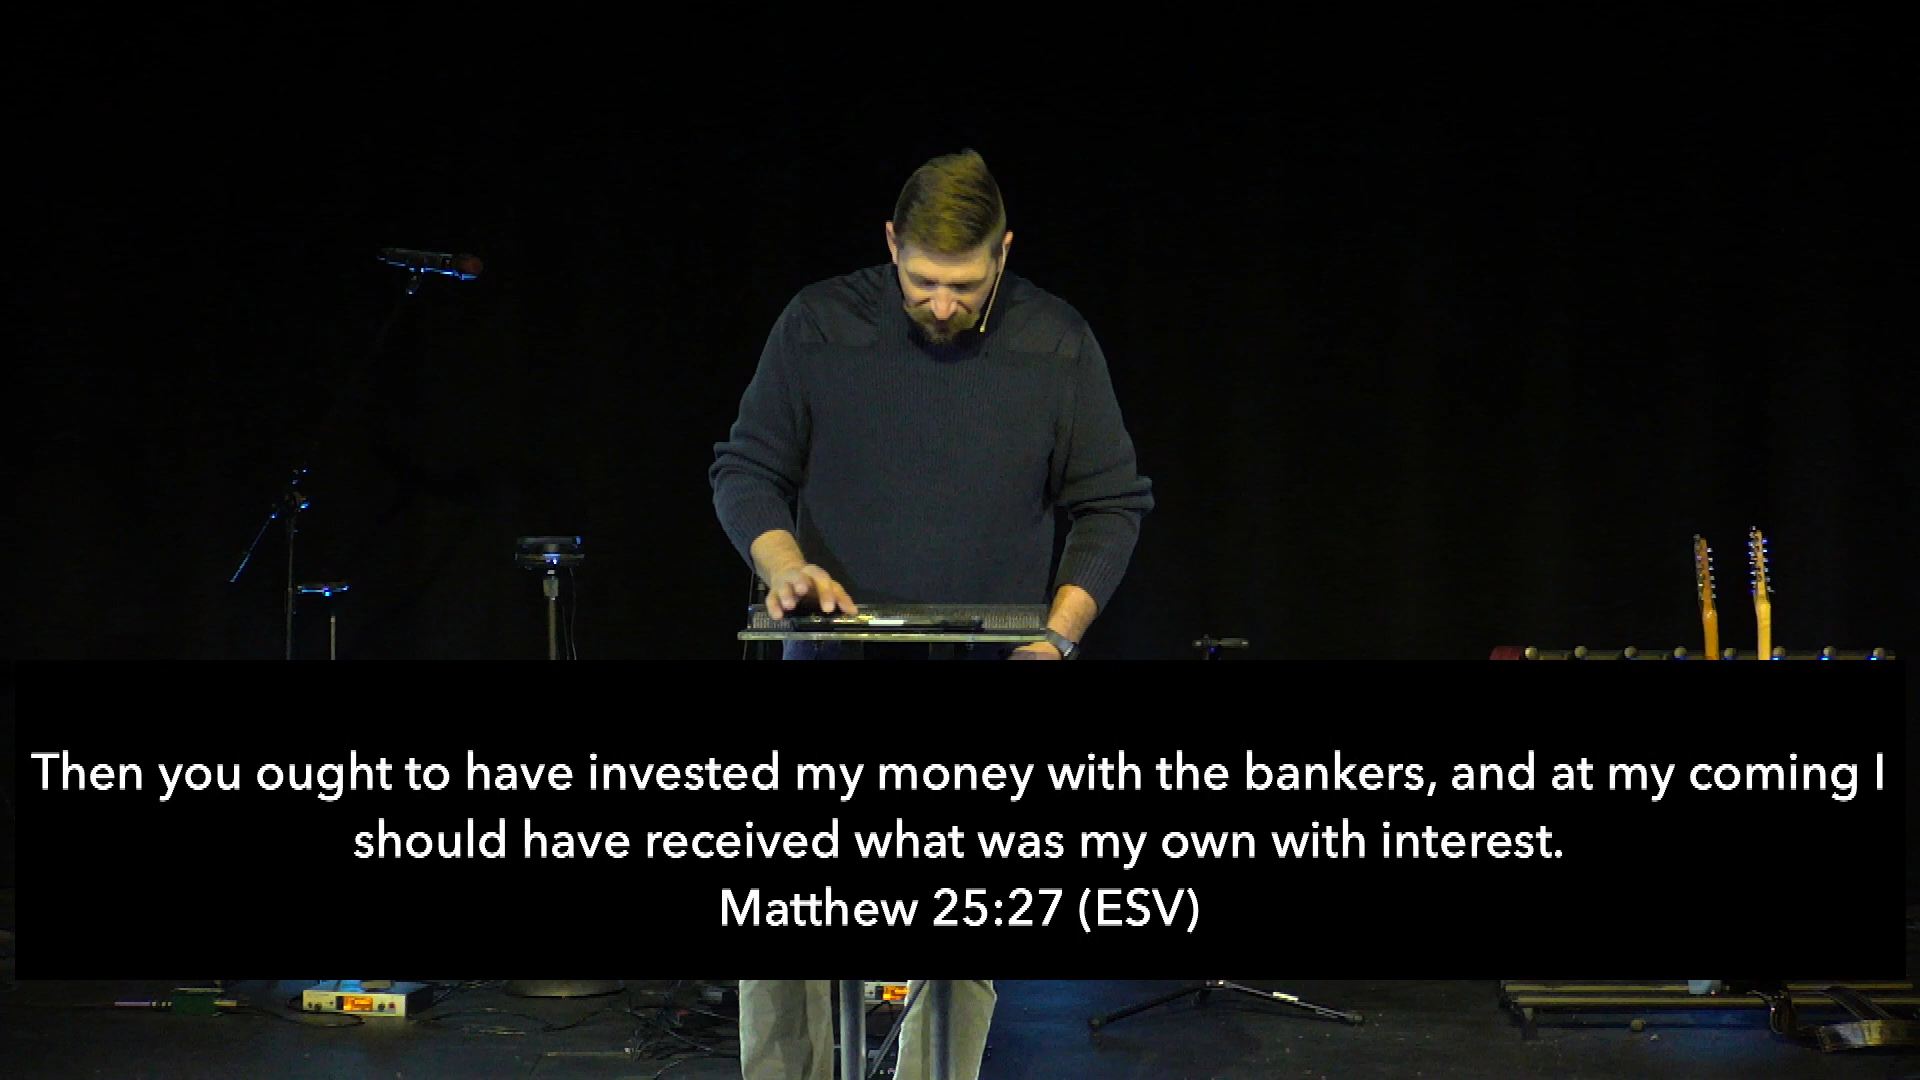 Then you ought to have invested my money with the bankers, and at my coming I
should have received what was my own with interest.
Matthew 25:27 (ESV)